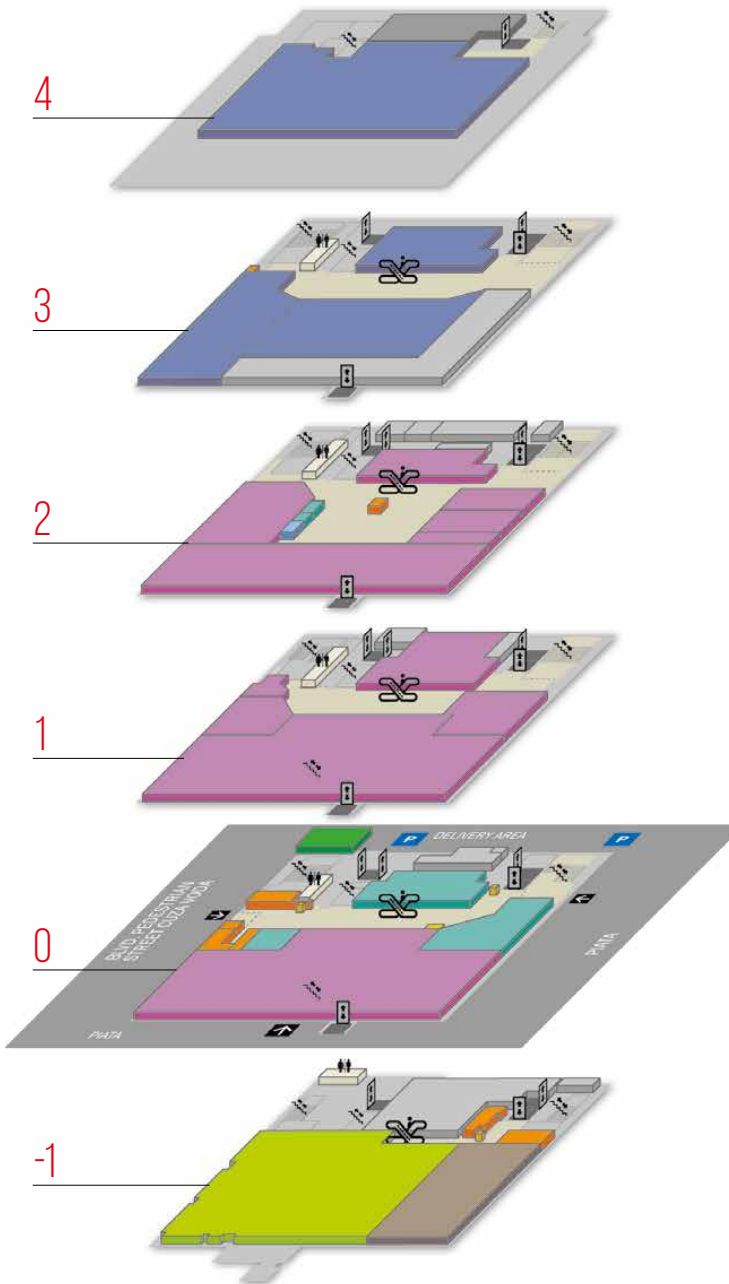 4
3
2
1
P
DELIVERY AREA
P
BLVD. PEDESTRIAN
STREET CUZA VODA
0
PIATA
PIATA
-1